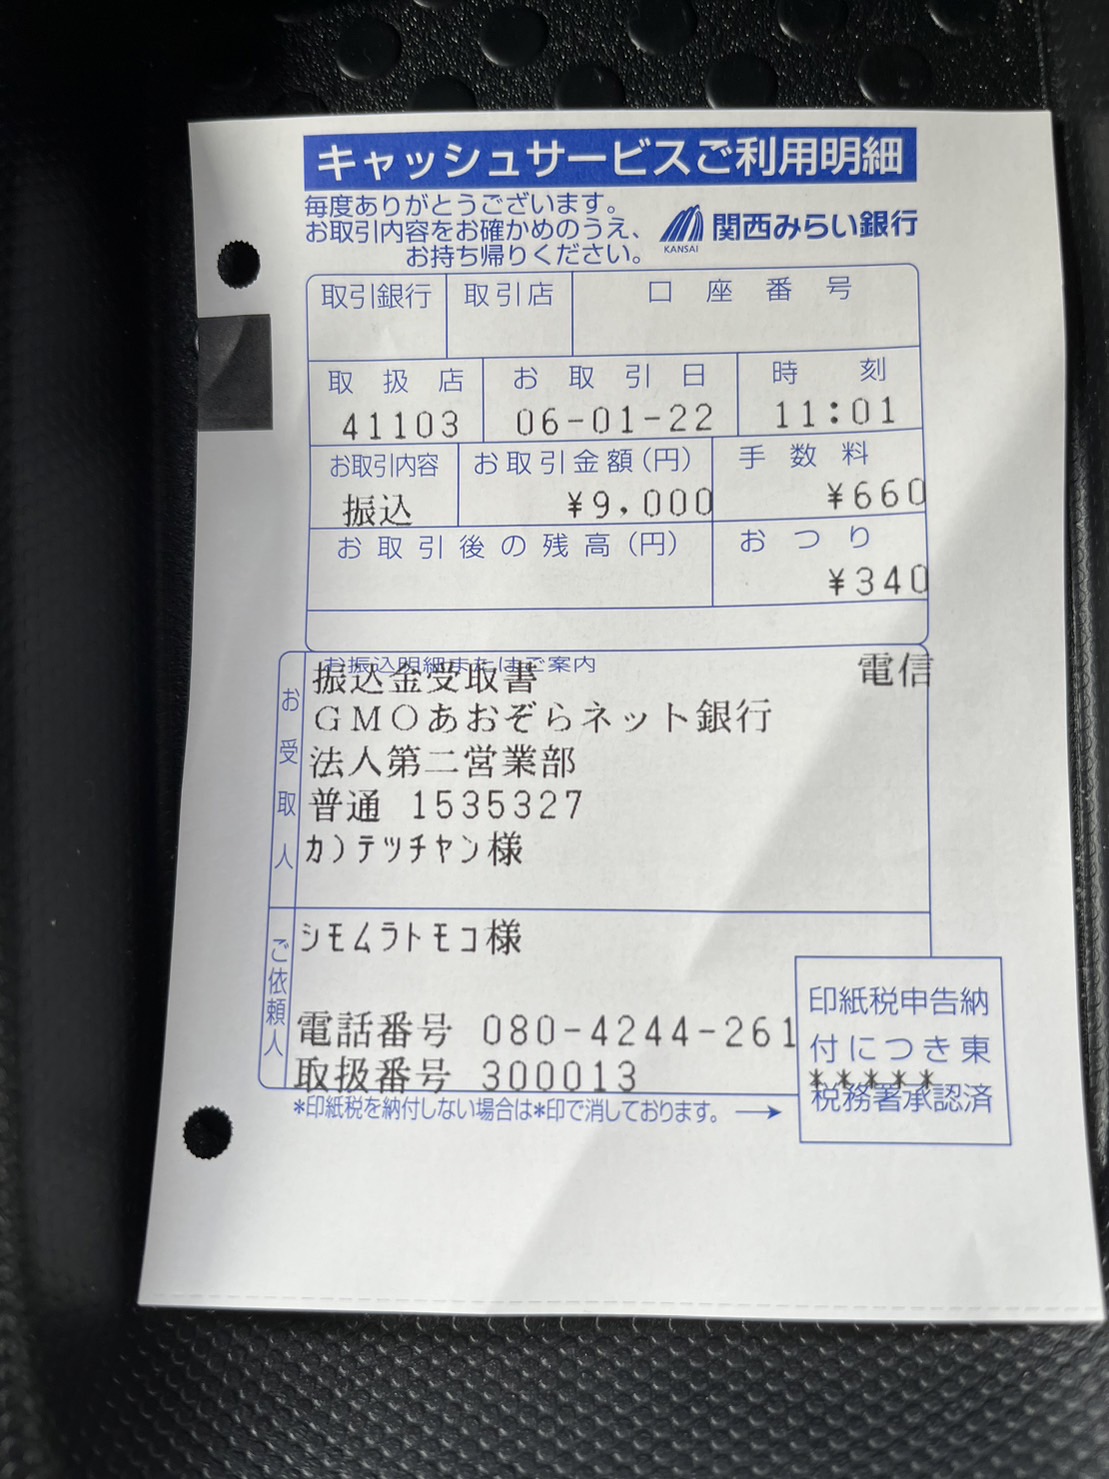 キャッシュサービスご利用明細
毎度ありがとうございます。
お取引内容をお確かめのうえ、
お持ち帰りください。
KANSAI
関西みらい銀行
取引銀行 取引店 口座番号
取扱店 お取引日 時刻
41103 06-01-22 11:01
お取引内容 お取引金額(円) 手数料
振込 ¥9,000 ¥660
お取引後の残高(円) おつり
¥340
お振込明細またはご案内
振込金受取書 電信
お受取人
GMOあおぞらネット銀行
法人第二営業部
普通 1535327
カ)テツチヤン様
ご依頼人
シモムラトモコ様
電話番号 080-4244-261
取扱番号 300013
*印紙税を納付しない場合は*印で消しております。
印紙税申告納
付につき東
*****
税務署承認済